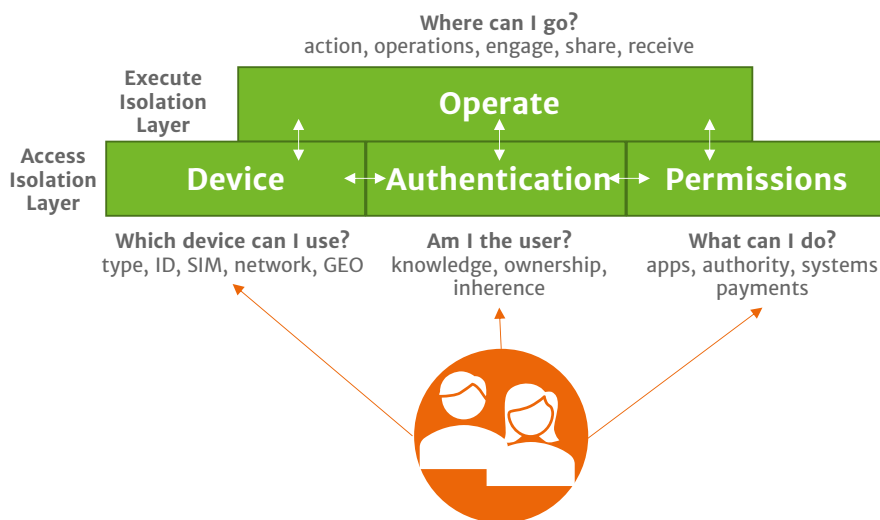 Where can I go?
action, operations, engage, share, receive
Execute
Isolation
Layer
Operate
Access
Isolation
Layer
Device
Authentication
Permissions
Which device can I use?
type, ID, SIM, network, GEO
Am I the user?
knowledge, ownership,
inherence
What can I do?
apps, authority, systems
payments